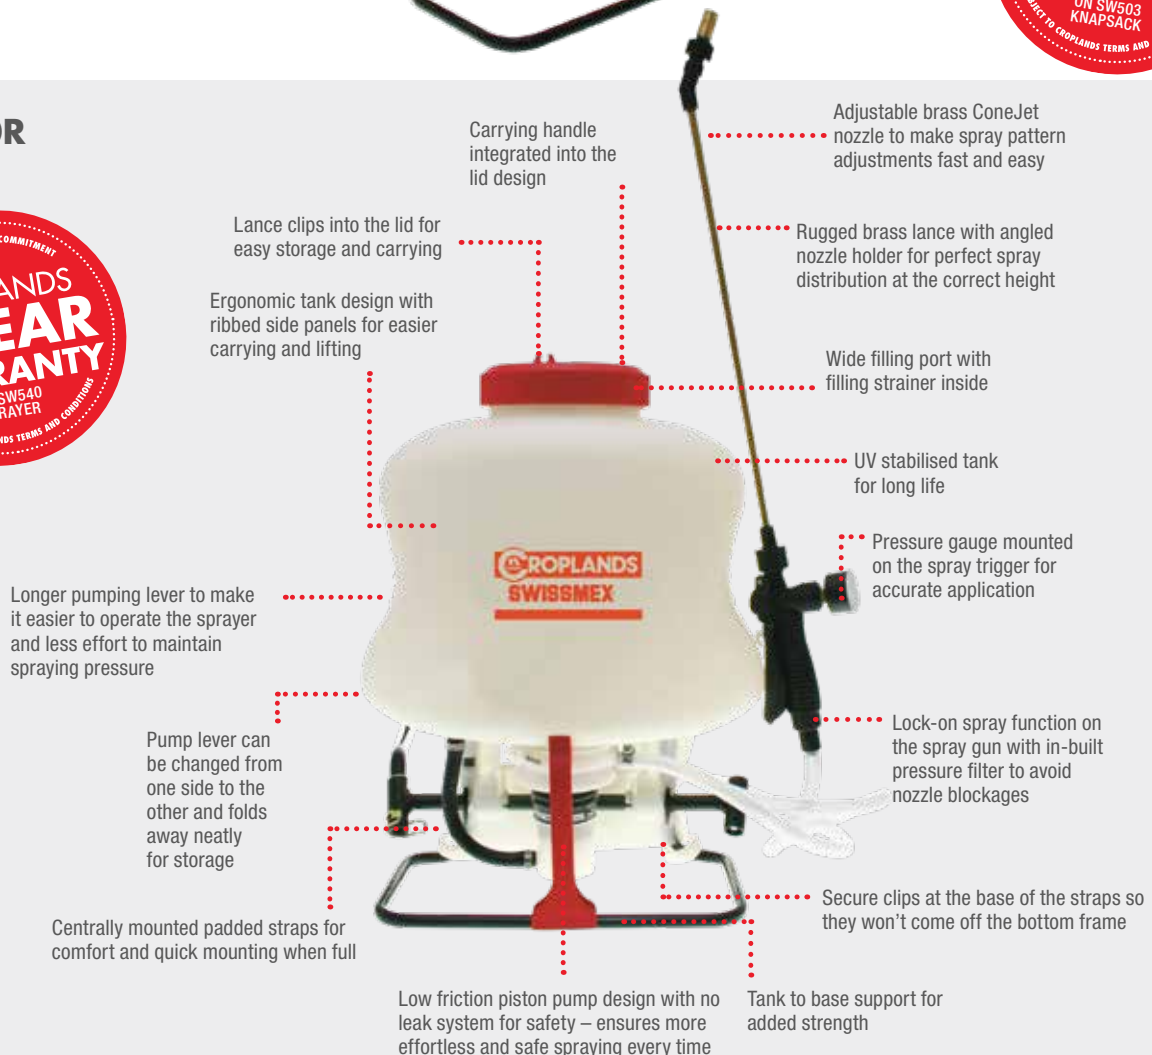 ON SW503
KNAPSACK
TO CROPLANDS TERMS AND
Carrying handle
integrated into the
lid design
Adjustable brass ConeJet
nozzle to make spray pattern
adjustments fast and easy
Lance clips into the lid for
easy storage and carrying
Rugged brass lance with angled
nozzle holder for perfect spray
distribution at the correct height
COMMITMENT
SW540
TERMS AND CONDITIONS
Ergonomic tank design with
ribbed side panels for easier
carrying and lifting
Wide filling port with
filling strainer inside
UV stabilised tank
for long life
CROPLANDS
SWISSMEX
Pressure gauge mounted
on the spray trigger for
accurate application
Longer pumping lever to make
it easier to operate the sprayer
and less effort to maintain
spraying pressure
Lock-on spray function on
the spray gun with in-built
pressure filter to avoid
nozzle blockages
Pump lever can
be changed from
one side to the
other and folds
away neatly
for storage
Secure clips at the base of the straps so
they won’t come off the bottom frame
Centrally mounted padded straps for
comfort and quick mounting when full
Low friction piston pump design with no
leak system for safety – ensures more
effortless and safe spraying every time
Tank to base support for
added strength